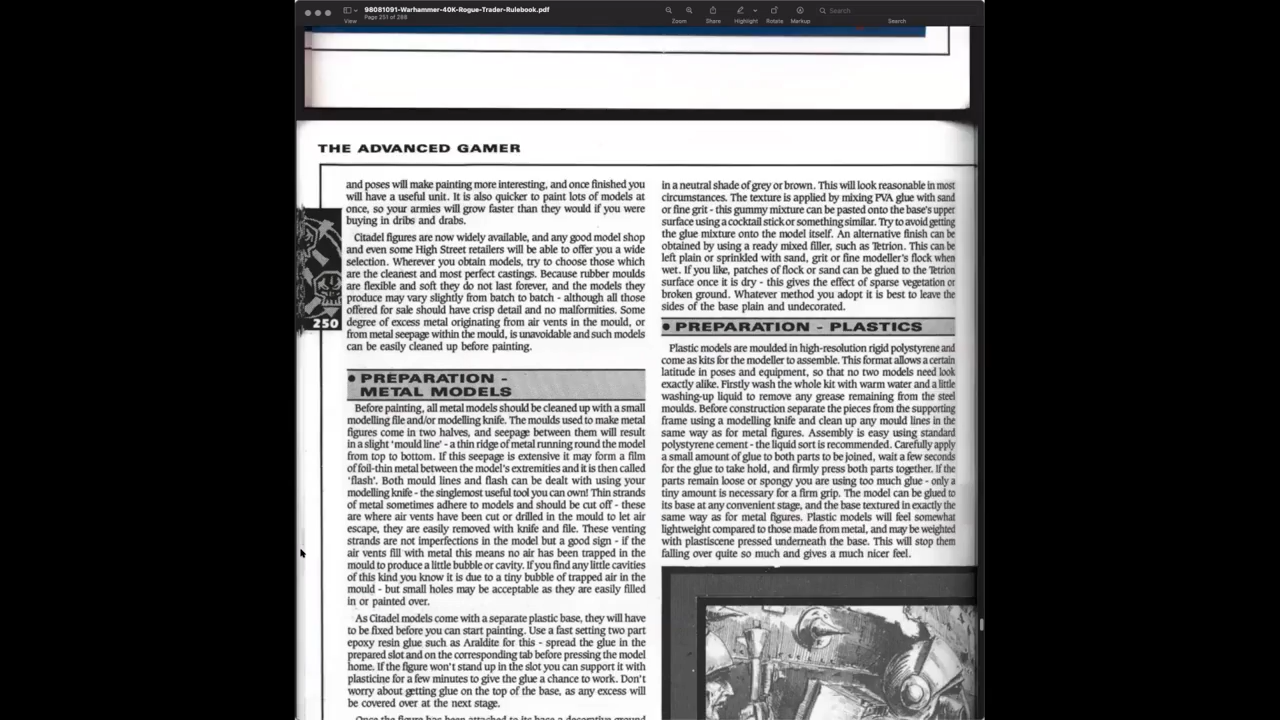 98081091-Warhammer-40K-Rogue-Trader-Rulebook.pdf
Page 251 of 288
View
Zoom
Share
Highlight
Rotate
Markup
Search
Search
THE ADVANCED GAMER
250
and poses will make painting more interesting, and once finished you
will have a useful unit. It is also quicker to paint lots of models at
once, so your armies will grow faster than they would if you were
buying in dribs and drabs.
Citadel figures are now widely available, and any good model shop
and even some High Street retailers will be able to offer you a wide
selection. Wherever you obtain models, try to choose those which
are the cleanest and most perfect castings. Because rubber moulds
are flexible and soft they do not last forever, and the models they
produce may vary slightly from batch to batch - although all those
offered for sale should have crisp detail and no malformities. Some
degree of excess metal originating from air vents in the mould, or
from metal seepage within the mould, is unavoidable and such models
can be easily cleaned up before painting.
• PREPARATION -
METAL MODELS
Before painting, all metal models should be cleaned up with a small
modelling file and/or modelling knife. The moulds used to make metal
figures come in two halves, and seepage between them will result
in a slight 'mould line' - a thin ridge of metal running round the model
from top to bottom. If this seepage is extensive it may form a film
of foil-thin metal between the model's extremities and it is then called
'flash'. Both mould lines and flash can be dealt with using your
modelling knife - the singlemost useful tool you can own! Thin strands
of metal sometimes adhere to models and should be cut off - these
are where air vents have been cut or drilled in the mould to let air
escape, they are easily removed with knife and file. These venting
strands are not imperfections in the model but a good sign - if the
air vents fill with metal this means no air has been trapped in the
mould to produce a little bubble or cavity. If you find any little cavities
of this kind you know it is due to a tiny bubble of trapped air in the
mould - but small holes may be acceptable as they are easily filled
in or painted over.
As Citadel models come with a separate plastic base, they will have
to be fixed before you can start painting. Use a fast setting two part
epoxy resin glue such as Araldite for this - spread the glue in the
prepared slot and on the corresponding tab before pressing the model
home. If the figure won't stand up in the slot you can support it with
plasticine for a few minutes to give the glue a chance to work. Don't
worry about getting glue on the top of the base, as any excess will
be covered over at the next stage.
Once the figure has been attached to its base a decorative ground
in a neutral shade of grey or brown. This will look reasonable in most
circumstances. The texture is applied by mixing PVA glue with sand
or fine grit - this gummy mixture can be pasted onto the base's upper
surface using a cocktail stick or something similar. Try to avoid getting
the glue mixture onto the model itself. An alternative finish can be
obtained by using a ready mixed filler, such as Tetrion. This can be
left plain or sprinkled with sand, grit or fine modeller's flock when
wet. If you like, patches of flock or sand can be glued to the Tetrion
surface once it is dry - this gives the effect of sparse vegetation or
broken ground. Whatever method you adopt it is best to leave the
sides of the base plain and undecorated.
• PREPARATION - PLASTICS
Plastic models are moulded in high-resolution rigid polystyrene and
come as kits for the modeller to assemble. This format allows a certain
latitude in poses and equipment, so that no two models need look
exactly alike. Firstly wash the whole kit with warm water and a little
washing-up liquid to remove any grease remaining from the steel
moulds. Before construction separate the pieces from the supporting
frame using a modelling knife and clean up any mould lines in the
same way as for metal figures. Assembly is easy using standard
polystyrene cement - the liquid sort is recommended. Carefully apply
a small amount of glue to both parts to be joined, wait a few seconds
for the glue to take hold, and firmly press both parts together. If the
parts remain loose or spongy you are using too much glue - only a
tiny amount is necessary for a firm grip. The model can be glued to
its base at any convenient stage, and the base textured in exactly the
same way as for metal figures. Plastic models will feel somewhat
lightweight compared to those made from metal, and may be weighted
with plastiscene pressed underneath the base. This will stop them
falling over quite so much and gives a much nicer feel.